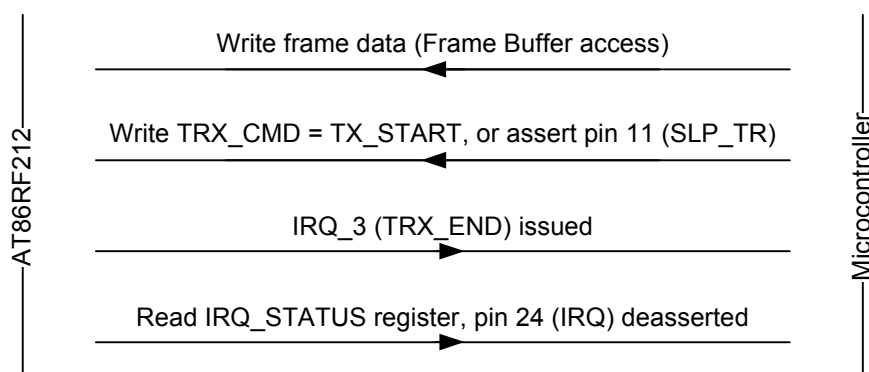 Write frame data (Frame Buffer access)
Write TRX_CMD = TX_START, or assert pin 11 (SLP_TR)
IRQ_3 (TRX_END) issued
Read IRQ_STATUS register, pin 24 (IRQ) deasserted
AT86RF212
Microcontroller